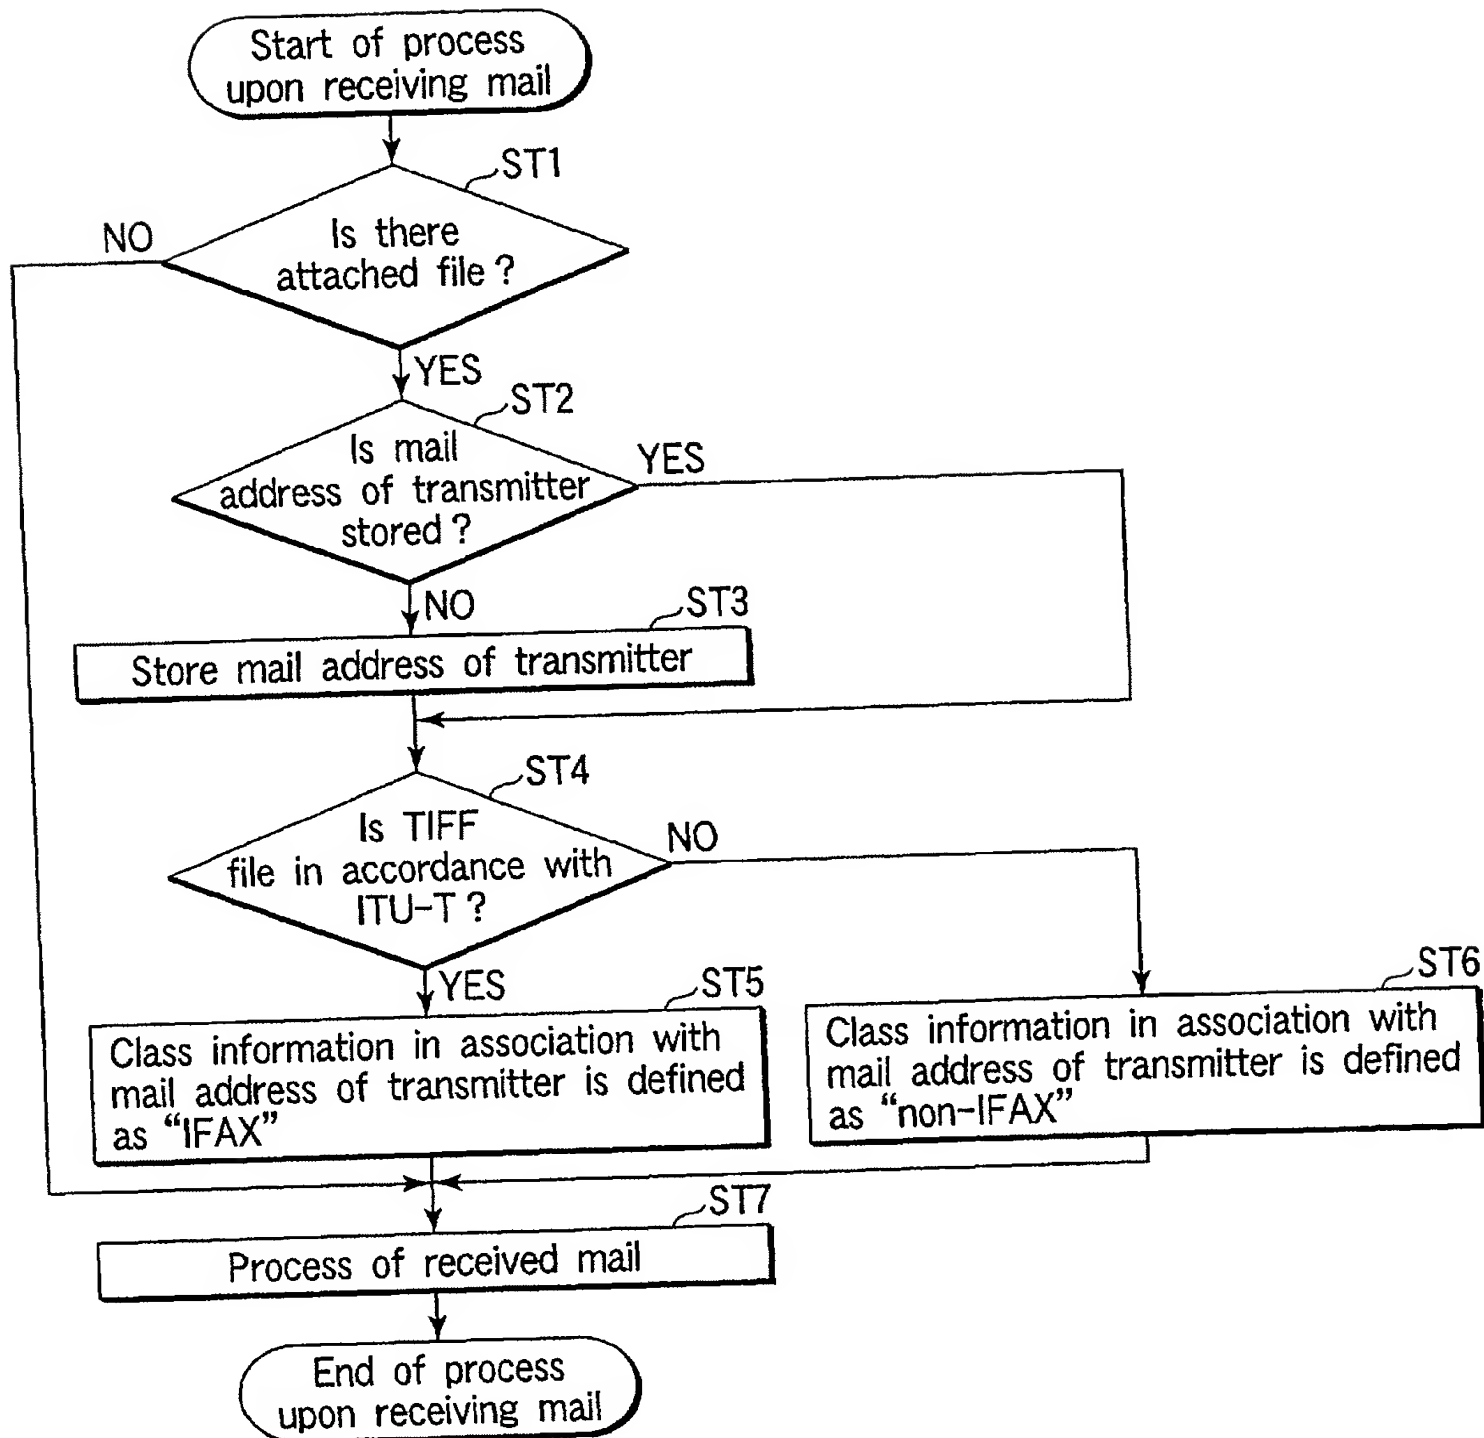 Start of process
upon receiving mail
ST1
NO
Is there
attached file ?
YES
ST2
Is mail
address of transmitter
stored ?
YES
NO
ST3
Store mail address of transmitter
ST4
Is TIFF
file in accordance with
ITU-T ?
NO
YES
ST5
Class information in association with
mail address of transmitter is defined
as “IFAX”
ST6
Class information in association with
mail address of transmitter is defined
as “non-IFAX”
ST7
Process of received mail
End of process
upon receiving mail